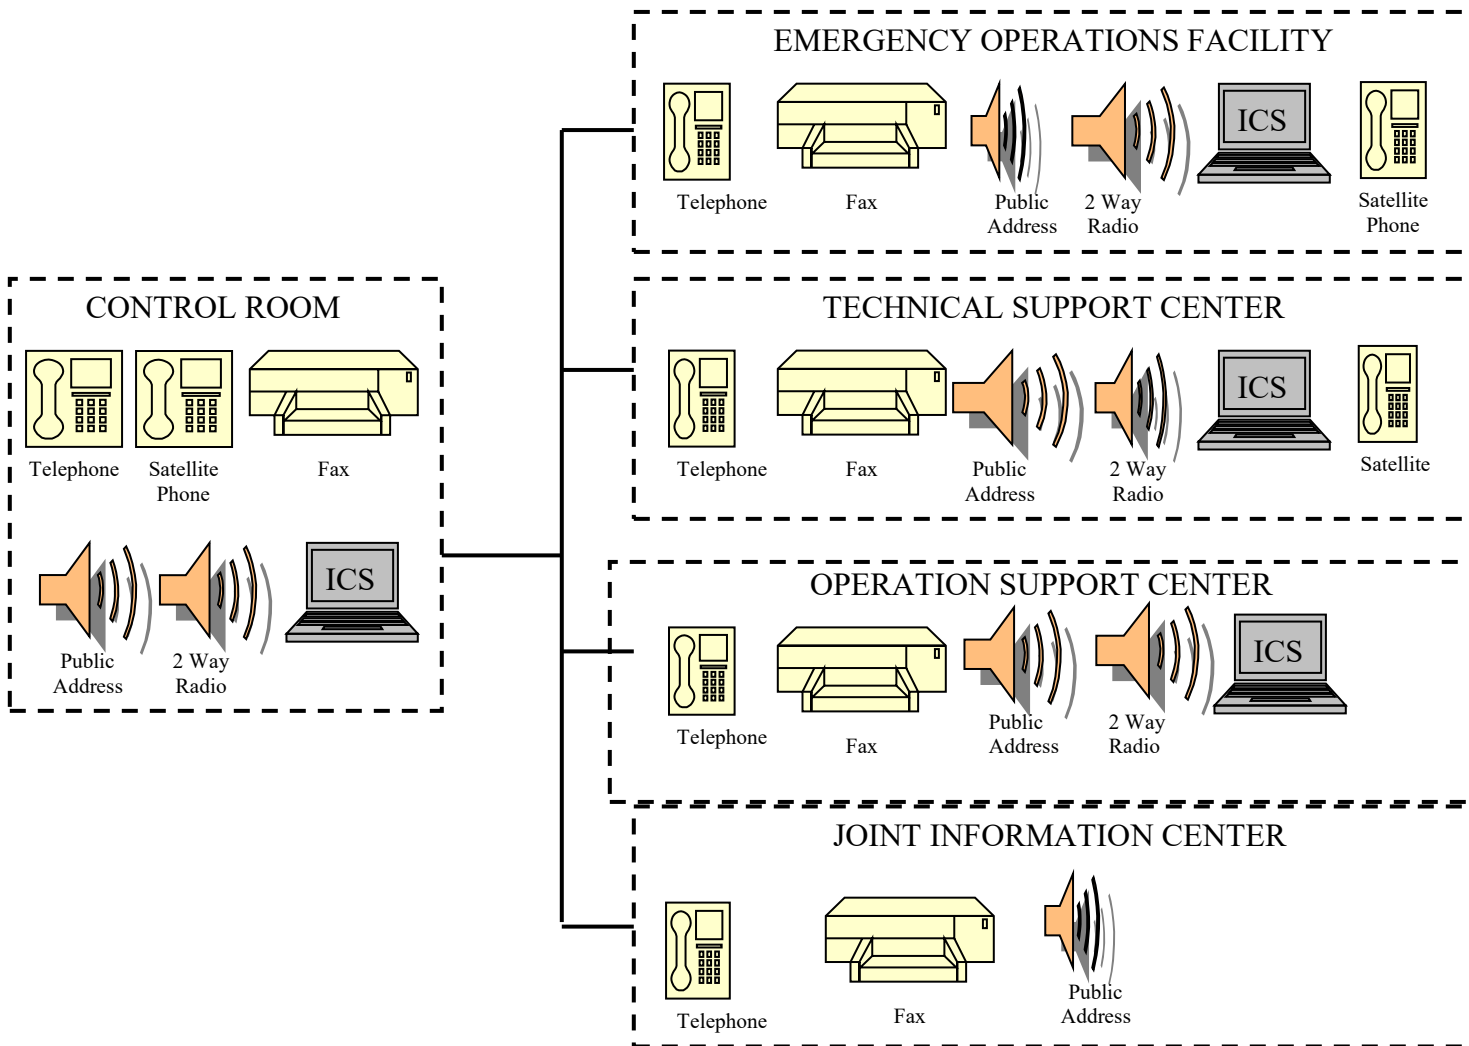 EMERGENCY OPERATIONS FACILITY
ICS
Telephone
Fax
Public
Address
2 Way
Radio
Satellite
Phone
CONTROL ROOM
Telephone
Satellite
Phone
Fax
ICS
Public
Address
2 Way
Radio
TECHNICAL SUPPORT CENTER
ICS
Telephone
Fax
Public
Address
2 Way
Radio
Satellite
OPERATION SUPPORT CENTER
ICS
Telephone
Fax
Public
Address
2 Way
Radio
JOINT INFORMATION CENTER
Telephone
Fax
Public
Address